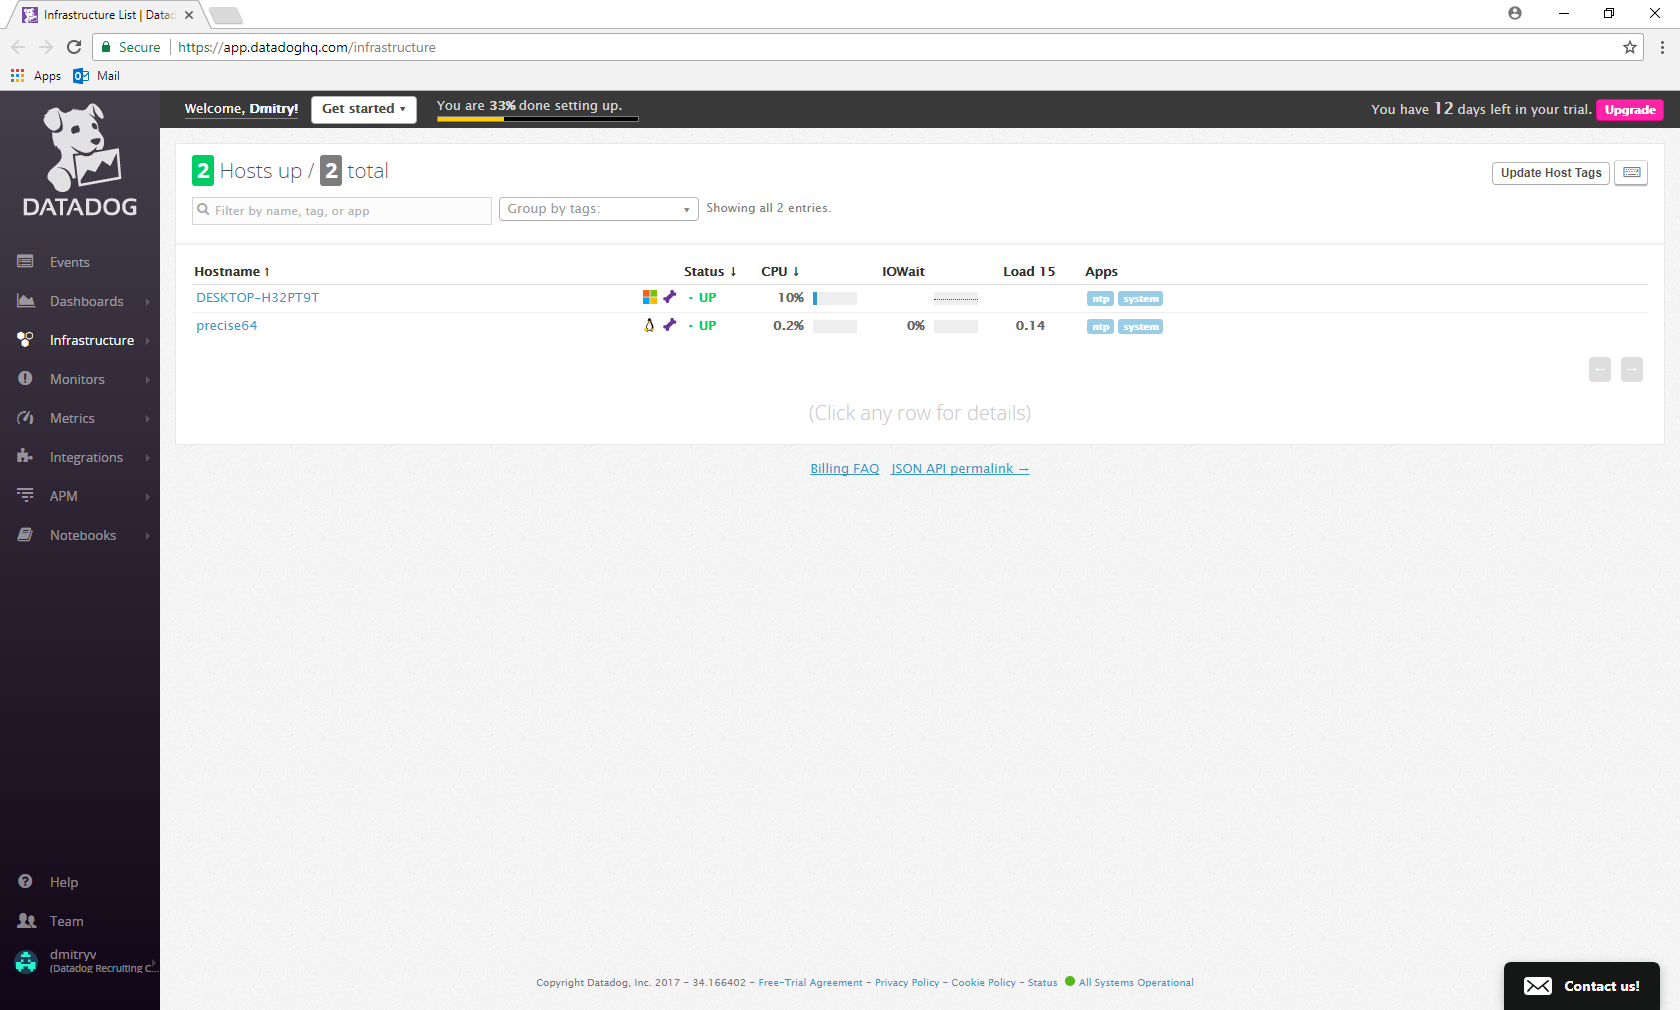 Infrastructure List | Datad
Secure https://app.datadoghq.com/infrastructure
Apps Mail
DATADOG
Events
Dashboards
Infrastructure
Monitors
Metrics
Integrations
APM
Notebooks
Help
Team
dmitryv
(Datadog Recruiting C...
Welcome, Dmitry! Get started You are 33% done setting up. You have 12 days left in your trial. Upgrade
2 Hosts up / 2 total
Update Host Tags
Filter by name, tag, or app Group by tags: Showing all 2 entries.
Hostname ↑ Status ↓ CPU ↓ IOWait Load 15 Apps
DESKTOP-H32PT9T - UP 10% ntp system
precise64 - UP 0.2% 0% 0.14 ntp system
← →
(Click any row for details)
Billing FAQ JSON API permalink →
Copyright Datadog, Inc. 2017 - 34.166402 - Free-Trial Agreement - Privacy Policy - Cookie Policy - Status All Systems Operational
Contact us!